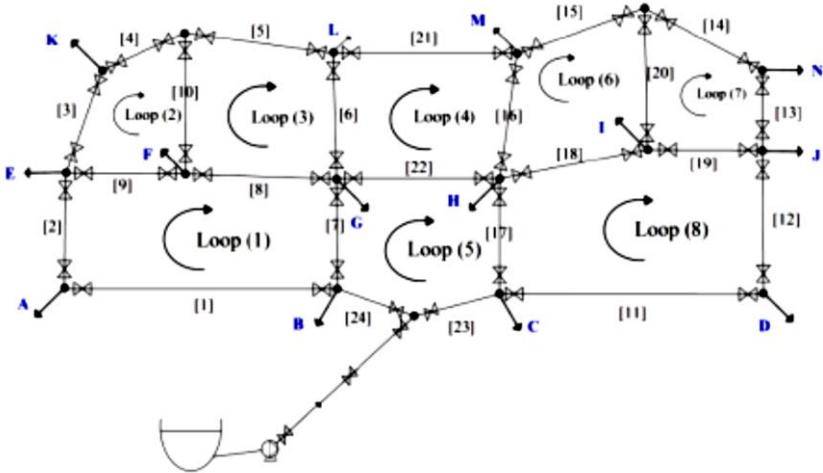 [15]
M
[14]
K
[4]
[5]
L
[21]
[20]
Loop (6)
N
[3]
[10]
Loop (2)
Loop (3)
[6]
Loop (4)
[16]
Loop (7)
[13]
I
E
F
[9]
[8]
[22]
[18]
[19]
J
G
H
[2]
Loop (1)
[7]
Loop (5)
[17]
Loop (8)
[12]
A
[1]
B
[24]
[23]
C
[11]
D